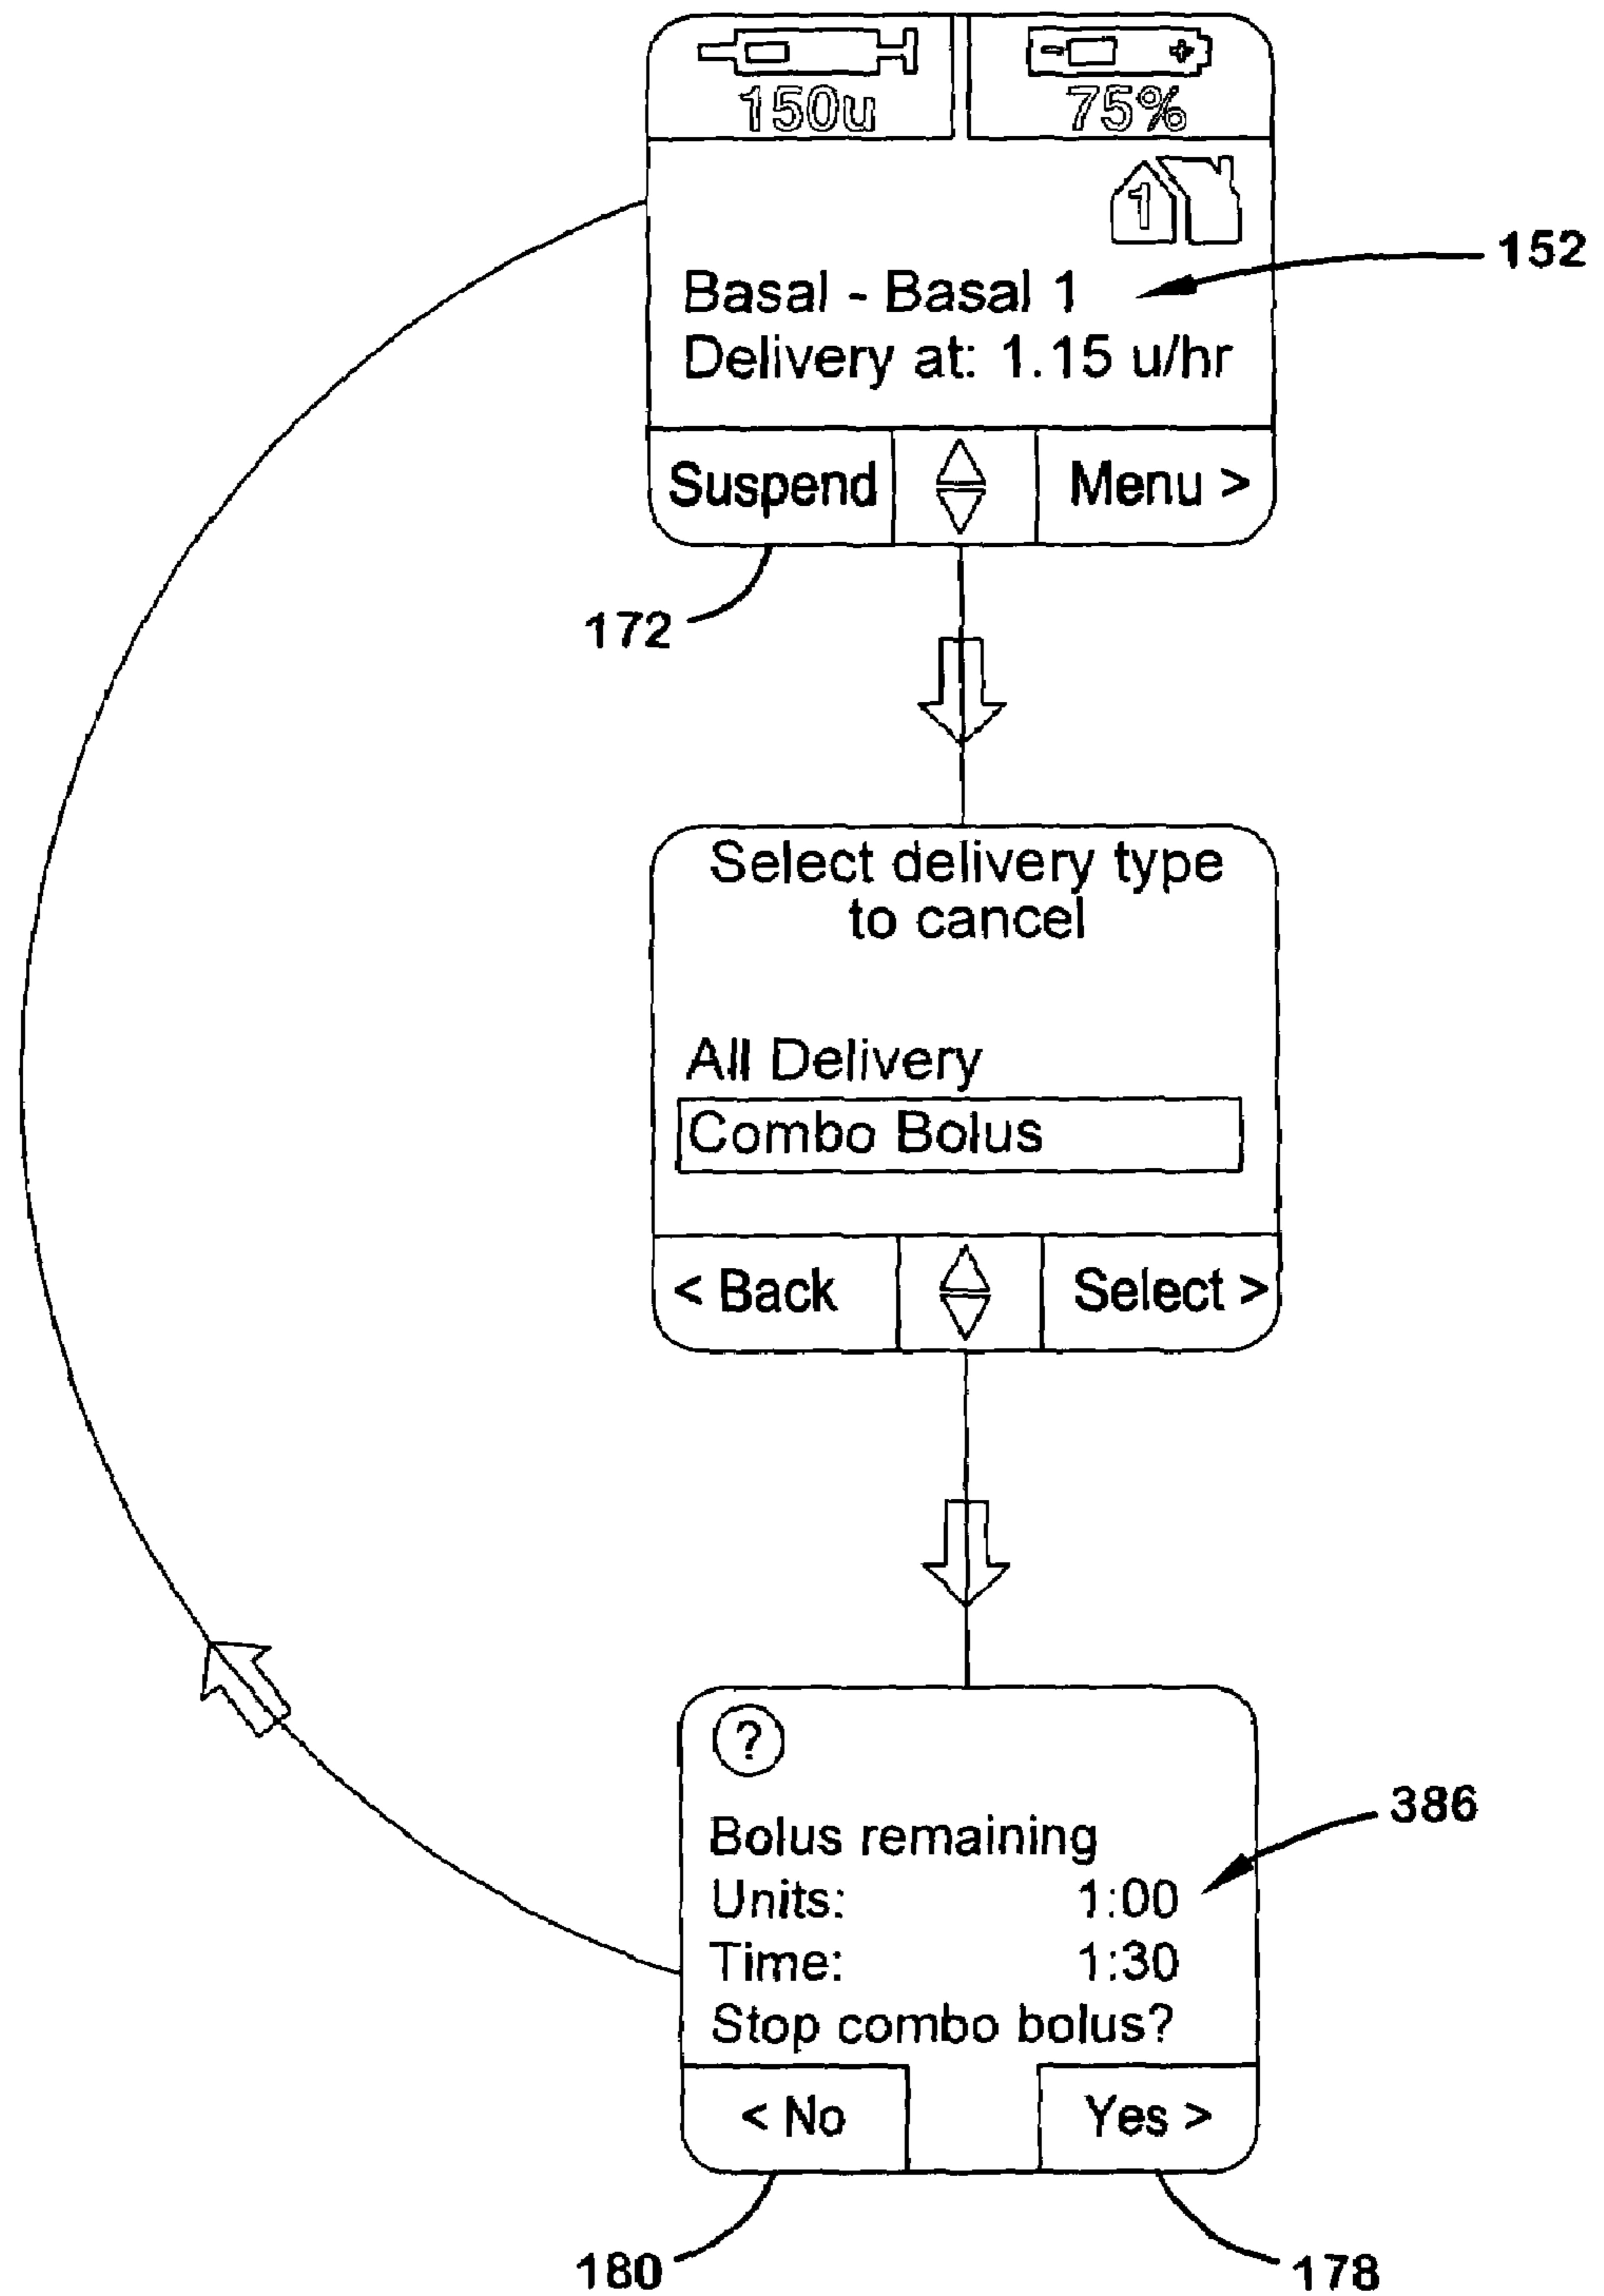 150u
75%
1
Basal - Basal 1
152
Delivery at: 1.15 u/hr
Suspend
Menu >
172
Select delivery type
to cancel
All Delivery
Combo Bolus
< Back
Select >
?
Bolus remaining
386
Units: 1:00
Time: 1:30
Stop combo bolus?
< No
Yes >
180
178